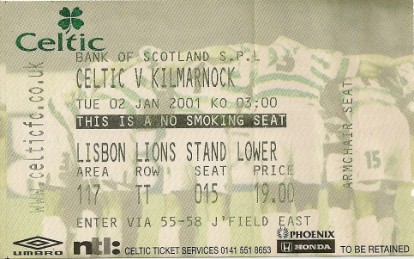 Celtic
BANK OF SCOTLAND S.P.L
CELTIC V KILMARNOCK
TUE 02 JAN 2001 KO 03:00
THIS IS A NO SMOKING SEAT
LISBON LIONS STAND LOWER
AREA ROW SEAT PRICE
117 TT 015 19.00
ENTER VIA 55-58 J'FIELD EAST
www.celticfc.co.uk
ARMCHAIR SEAT
15
UMBRO
ntl:
CELTIC TICKET SERVICES 0141 551 8653
PHOENIX
HONDA
TO BE RETAINED